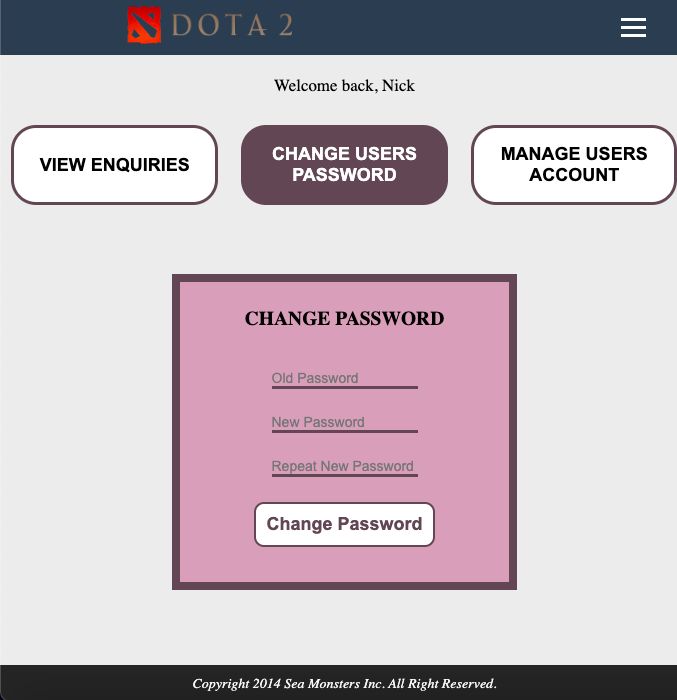 DOTA 2
Welcome back, Nick
VIEW ENQUIRIES
CHANGE USERS
PASSWORD
MANAGE USERS
ACCOUNT
CHANGE PASSWORD
Old Password
New Password
Repeat New Password
Change Password
Copyright 2014 Sea Monsters Inc. All Right Reserved.